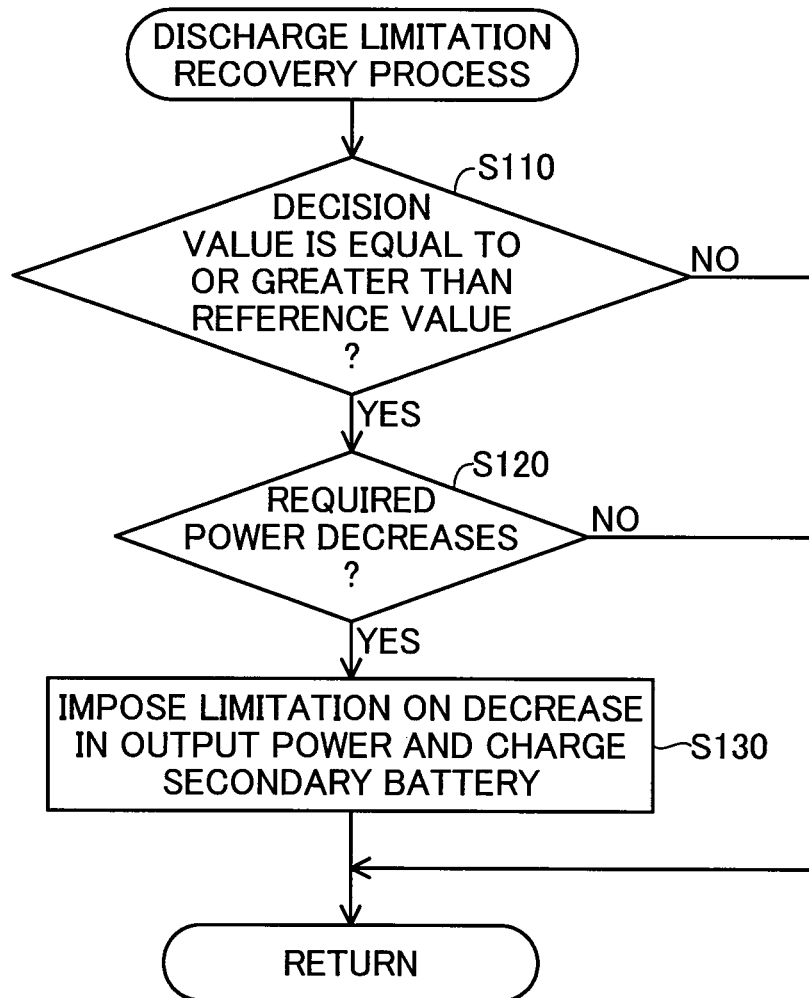 DISCHARGE LIMITATION
RECOVERY PROCESS
S110
DECISION
VALUE IS EQUAL TO
OR GREATER THAN
REFERENCE VALUE
?
NO
YES
S120
REQUIRED
POWER DECREASES
?
NO
YES
IMPOSE LIMITATION ON DECREASE
IN OUTPUT POWER AND CHARGE
SECONDARY BATTERY
S130
RETURN